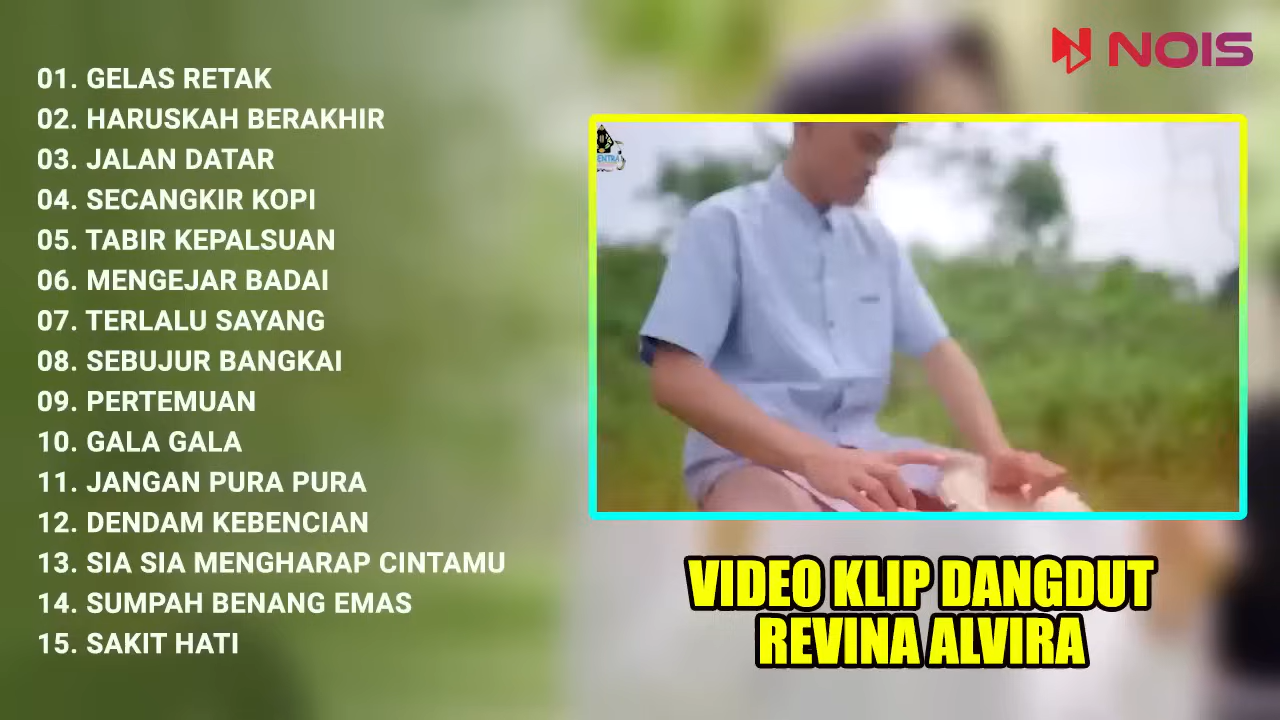 01. GELAS RETAK
02. HARUSKAH BERAKHIR
03. JALAN DATAR
04. SECANGKIR KOPI
05. TABIR KEPALSUAN
06. MENGEJAR BADAI
07. TERLALU SAYANG
08. SEBUJUR BANGKAI
09. PERTEMUAN
10. GALA GALA
11. JANGAN PURA PURA
12. DENDAM KEBENCIAN
13. SIA SIA MENGHARAP CINTAMU
14. SUMPAH BENANG EMAS
15. SAKIT HATI
NOIS
VIDEO KLIP DANGDUT
REVINA ALVIRA